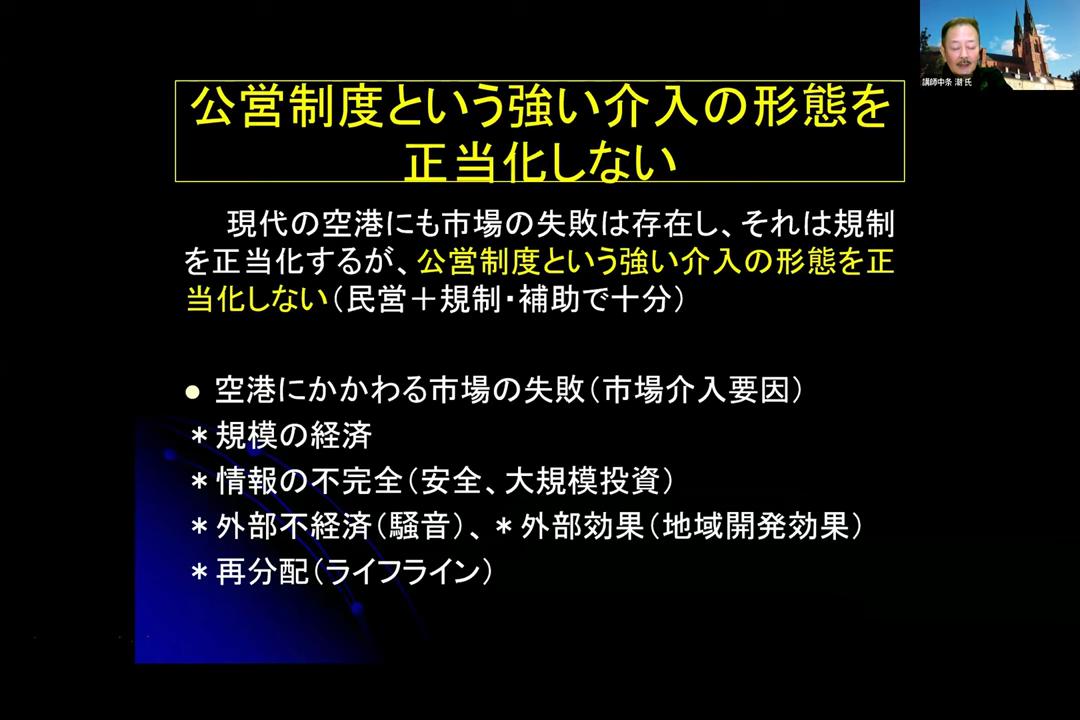 公営制度という強い介入の形態を
正当化しない
現代の空港にも市場の失敗は存在し、それは規制
を正当化するが、公営制度という強い介入の形態を正
当化しない（民営＋規制・補助で十分）
● 空港にかかわる市場の失敗（市場介入要因）
＊規模の経済
＊情報の不完全（安全、大規模投資）
＊外部不経済（騒音）、＊外部効果（地域開発効果）
＊再分配（ライフライン）
講師中条 潮 氏